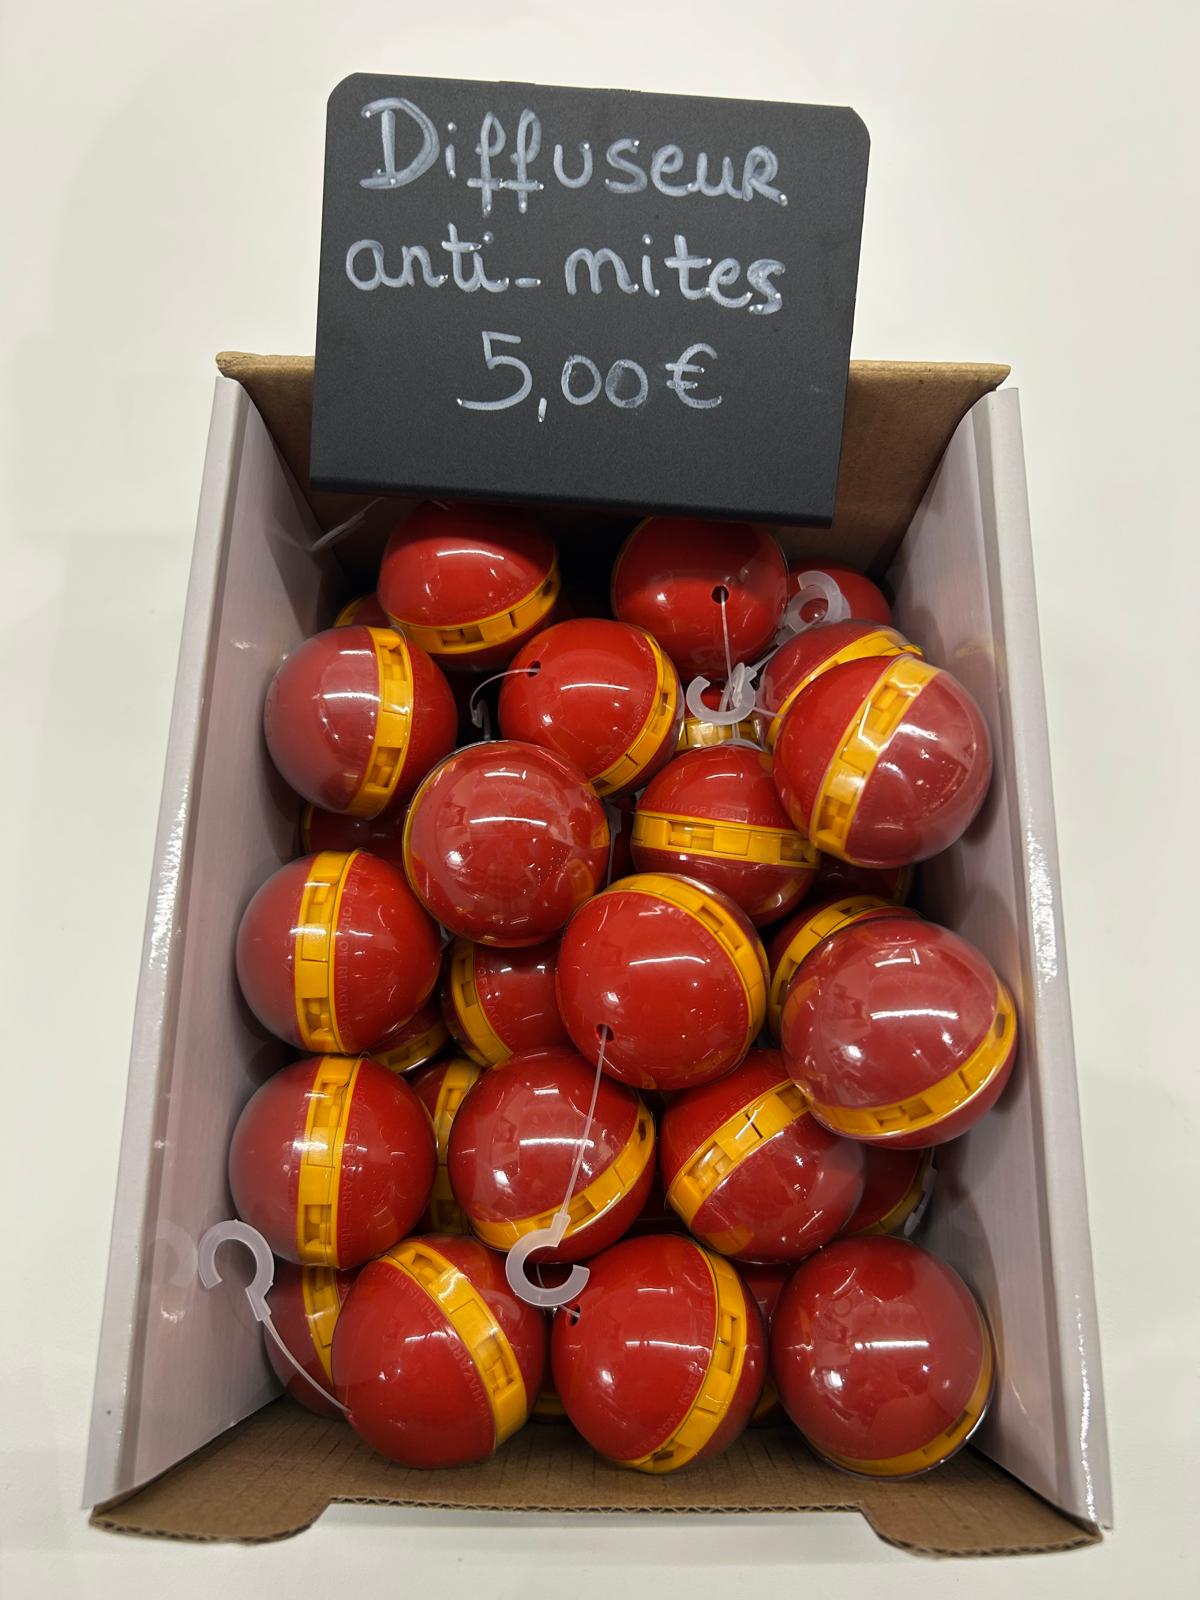 Diffuseur
anti-mites
5,00€